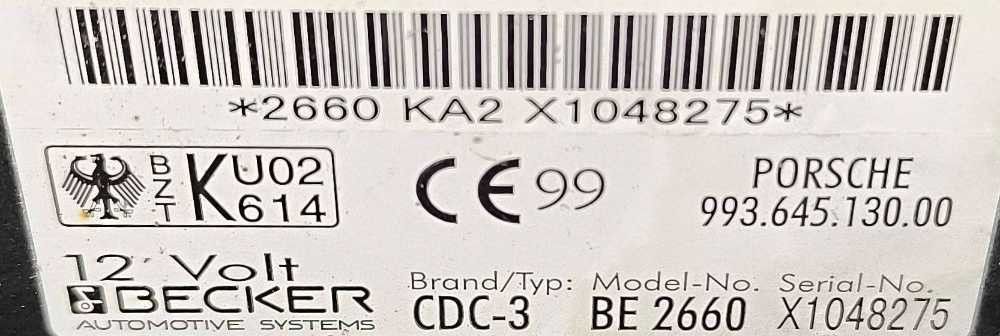 *2660 KA2 X1048275*
BZT KU02 614
CE 99
PORSCHE
993.645.130.00
12 Volt
BECKER
AUTOMOTIVE SYSTEMS
Brand/Typ: Model-No. Serial-No.
CDC-3 BE 2660 X1048275